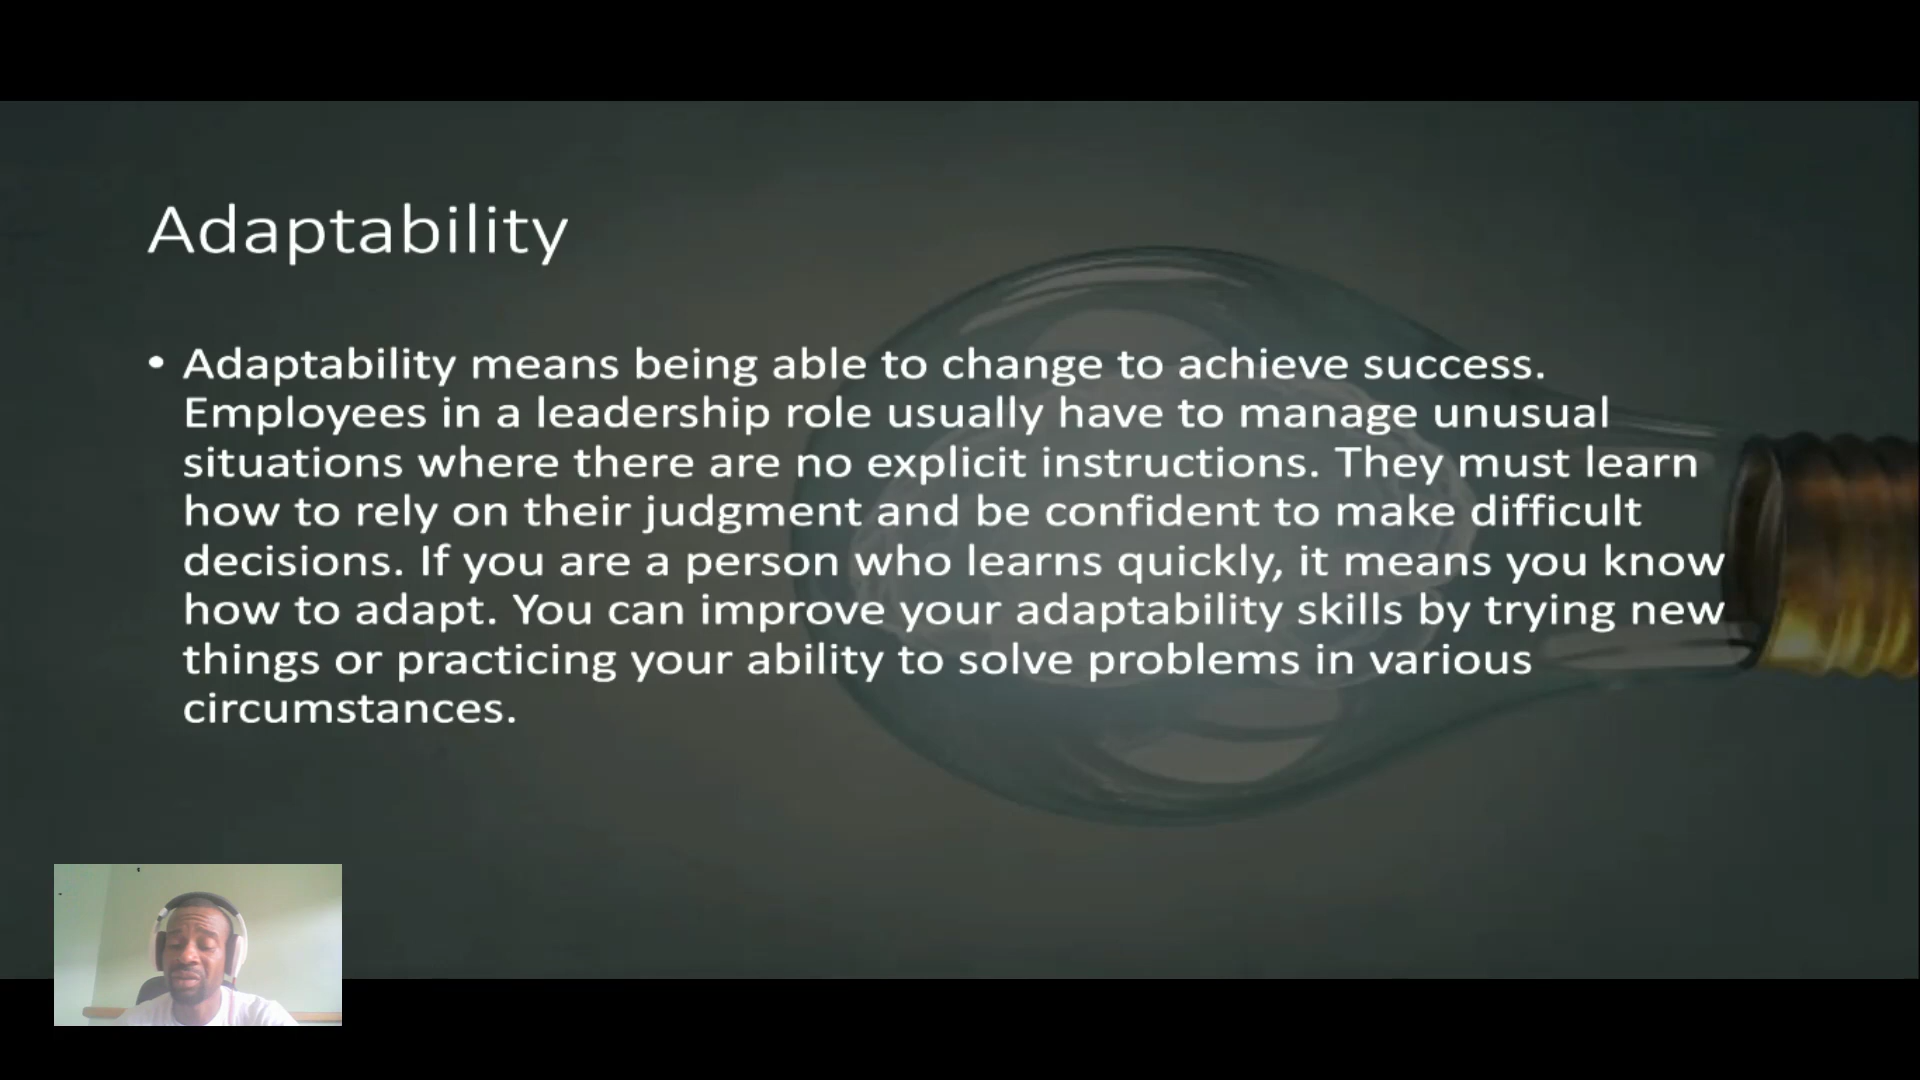 Adaptability
• Adaptability means being able to change to achieve success.
Employees in a leadership role usually have to manage unusual
situations where there are no explicit instructions. They must learn
how to rely on their judgment and be confident to make difficult
decisions. If you are a person who learns quickly, it means you know
how to adapt. You can improve your adaptability skills by trying new
things or practicing your ability to solve problems in various
circumstances.